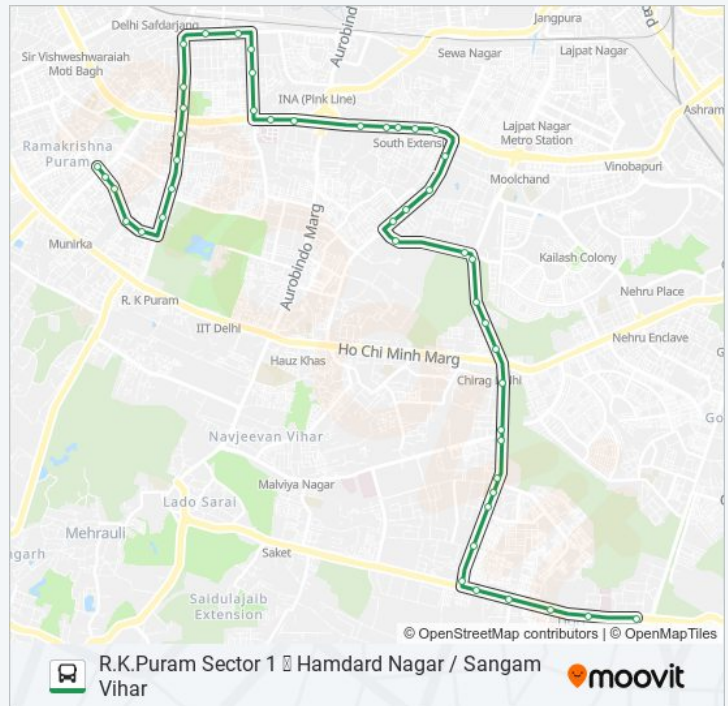 Delhi Safdarjang
Jangpura
Aurobindo
Sewa Nagar
Lajpat Nagar
Sir Vishweshwaraiah
Moti Bagh
INA (Pink Line)
Ashram
Ramakrishna
Puram
South Extens
Lajpat Nagar
Metro Station
Vinobapuri
Moolchand
Munirka
Aurobindo Marg
Kailash Colony
R. K Puram
Nehru Place
IIT Delhi
Nehru Enclave
Hauz Khas
Ho Chi Minh Marg
Chirag
Navjeevan Vihar
Malviya Nagar
Lado Sarai
Mehrauli
Saket
Saidulajaib
Extension
© OpenStreetMap contributors | © OpenMapTiles
R.K.Puram Sector 1 Hamdard Nagar / Sangam
Vihar
moovit